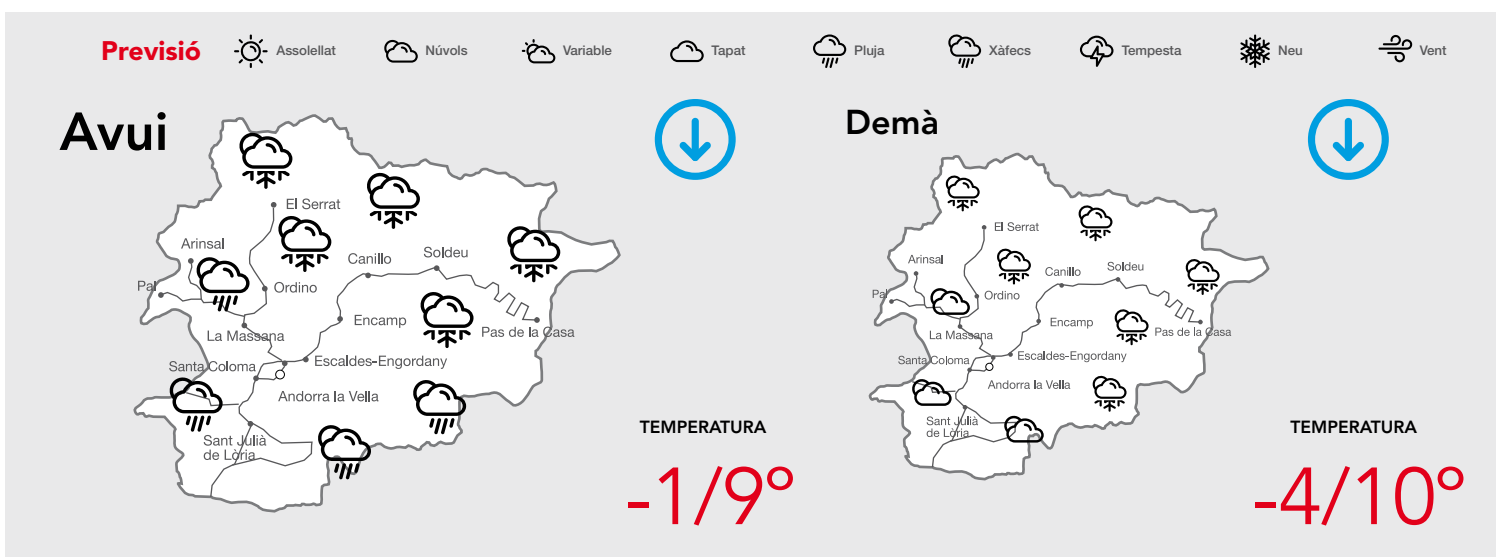 Previsió
Assolellat
Núvols
Variable
Tapat
Pluja
Xàfecs
Tempesta
Neu
Vent
Avui
El Serrat
Arinsal
Soldeu
Canillo
Pal
Ordino
Encamp
La Massana
Pas de la Casa
Escaldes-Engordany
Santa Coloma
Andorra la Vella
Sant Julià
de Lòria
TEMPERATURA
-1/9°
Demà
El Serrat
Arinsal
Soldeu
Canillo
Pal
Ordino
Encamp
La Massana
Pas de la Casa
Escaldes-Engordany
Santa Coloma
Andorra la Vella
Sant Julià
de Lòria
TEMPERATURA
-4/10°